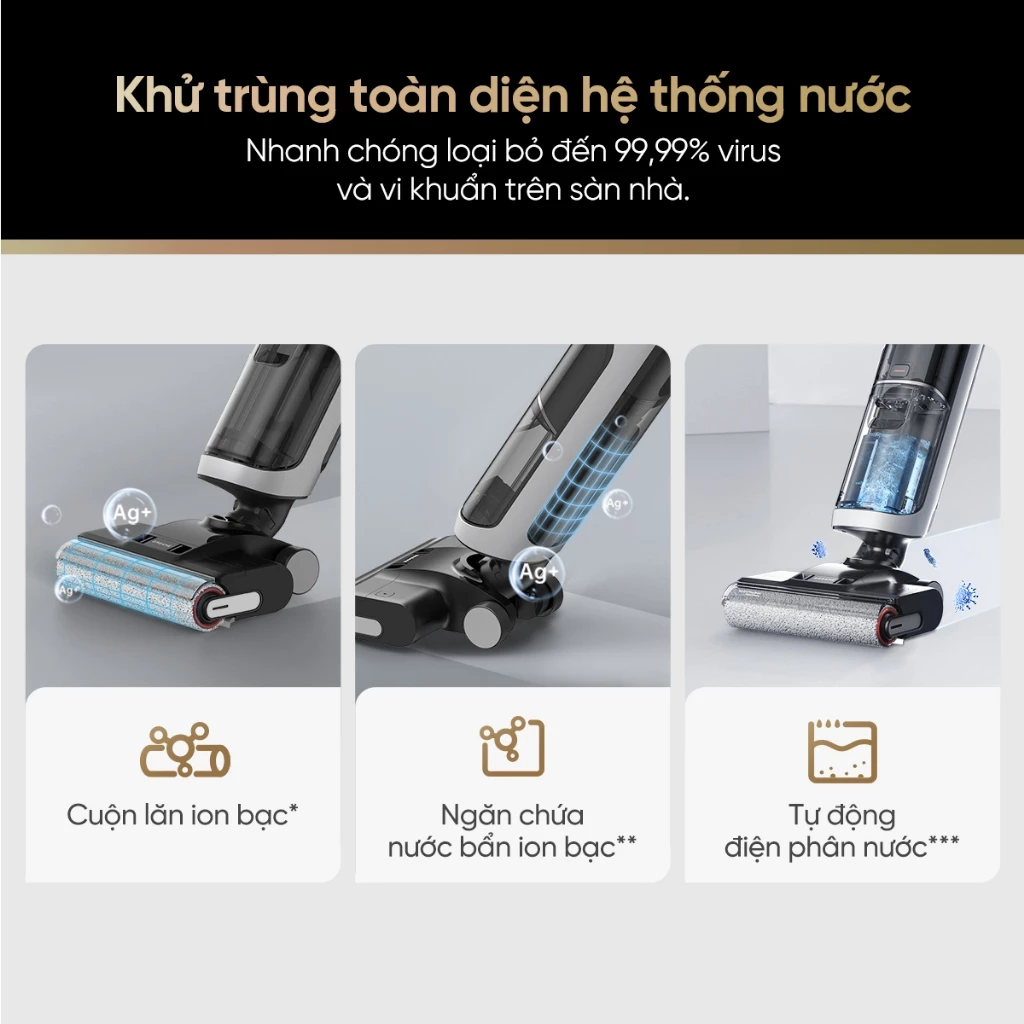 Khử trùng toàn diện hệ thống nước
Nhanh chóng loại bỏ đến 99,99% virus
và vi khuẩn trên sàn nhà.
Ag+
Ag+
Ag+
Ag+
Cuộn lăn ion bạc*
Ngăn chứa
nước bẩn ion bạc**
Tự động
điện phân nước***